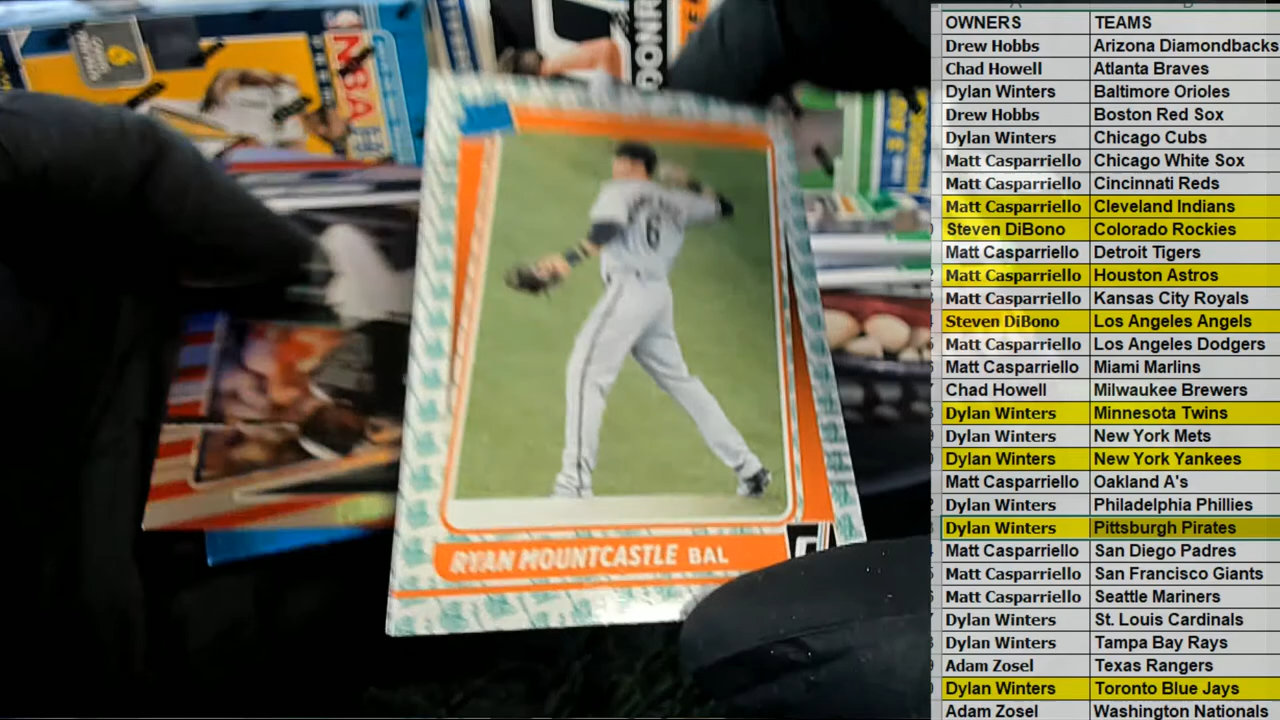 NBA
DONR
6
RYAN MOUNTCASTLE BAL
OWNERS TEAMS
Drew Hobbs Arizona Diamondbacks
Chad Howell Atlanta Braves
Dylan Winters Baltimore Orioles
Drew Hobbs Boston Red Sox
Dylan Winters Chicago Cubs
Matt Casparriello Chicago White Sox
Matt Casparriello Cincinnati Reds
Matt Casparriello Cleveland Indians
Steven DiBono Colorado Rockies
Matt Casparriello Detroit Tigers
Matt Casparriello Houston Astros
Matt Casparriello Kansas City Royals
Steven DiBono Los Angeles Angels
Matt Casparriello Los Angeles Dodgers
Matt Casparriello Miami Marlins
Chad Howell Milwaukee Brewers
Dylan Winters Minnesota Twins
Dylan Winters New York Mets
Dylan Winters New York Yankees
Matt Casparriello Oakland A's
Dylan Winters Philadelphia Phillies
Dylan Winters Pittsburgh Pirates
Matt Casparriello San Diego Padres
Matt Casparriello San Francisco Giants
Matt Casparriello Seattle Mariners
Dylan Winters St. Louis Cardinals
Dylan Winters Tampa Bay Rays
Adam Zosel Texas Rangers
Dylan Winters Toronto Blue Jays
Adam Zosel Washington Nationals